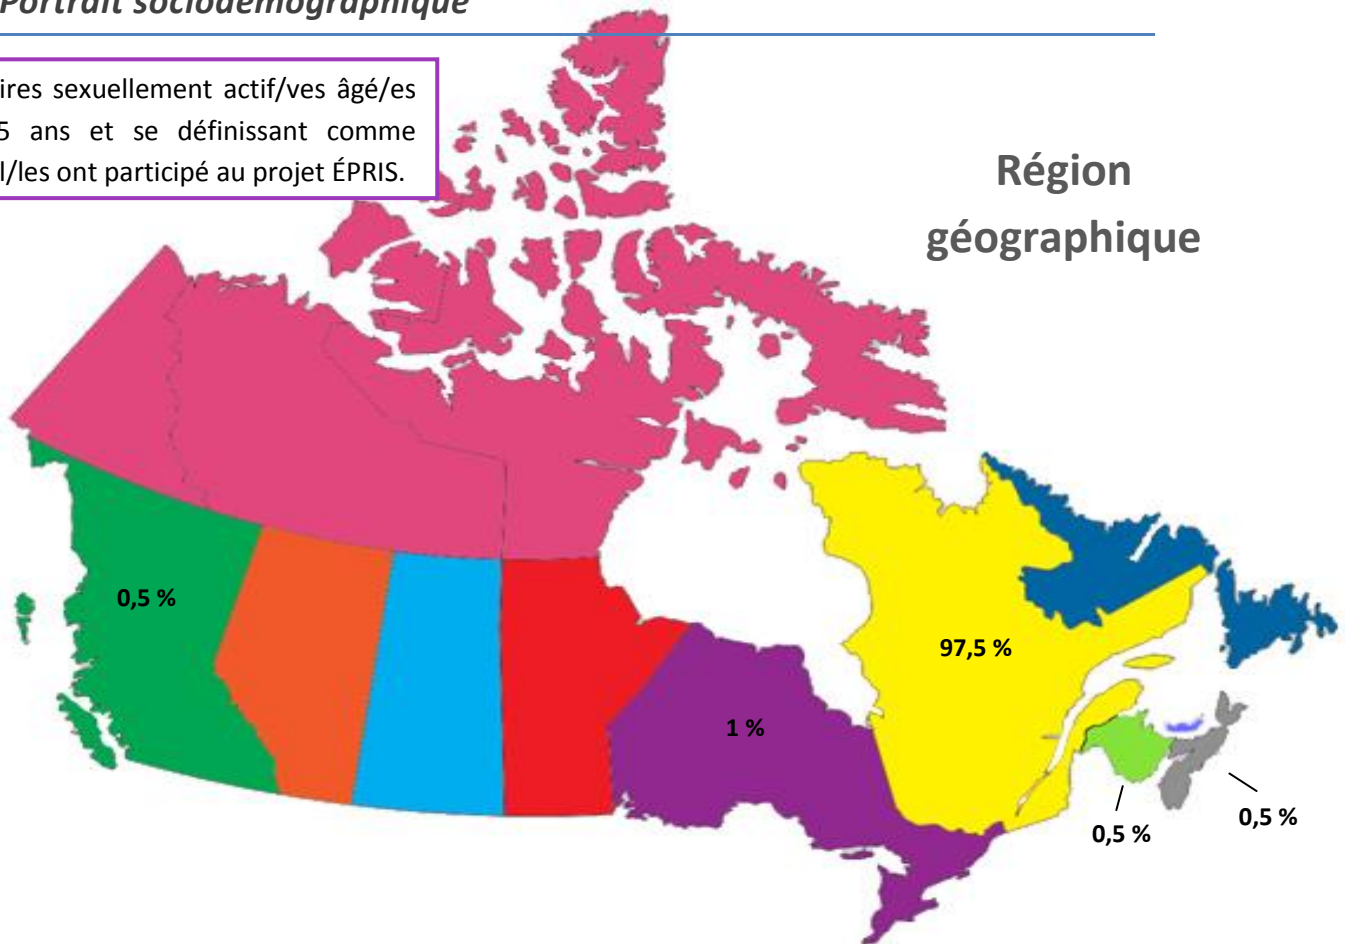 Portrait sociodémographique
ires sexuellement actif/ves âgé/es
5 ans et se définissant comme
l/les ont participé au projet ÉPRIS.
Région
géographique
0,5 %
97,5 %
1 %
0,5 %
0,5 %